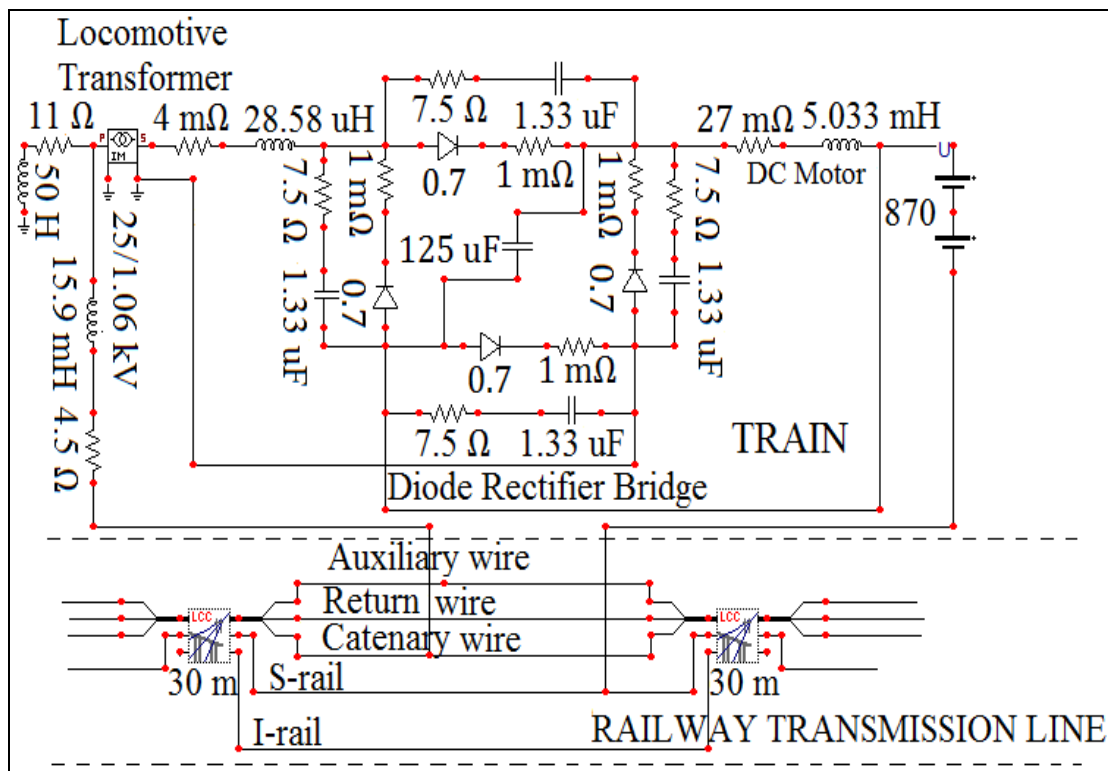 Locomotive
Transformer
11 Ω
4 mΩ
28.58 uH
7.5 Ω
1.33 uF
27 mΩ
5.033 mH
P
S
IM
U
50 H
25/1.06 kV
7.5 Ω
1 mΩ
0.7
1 mΩ
1 mΩ
7.5 Ω
DC Motor
870
125 uF
15.9 mH
1.33 uF
0.7
0.7
1.33 uF
0.7
1 mΩ
4.5 Ω
7.5 Ω
1.33 uF
TRAIN
Diode Rectifier Bridge
Auxiliary wire
Return wire
Catenary wire
LCC
LCC
30 m
S-rail
30 m
I-rail
RAILWAY TRANSMISSION LINE